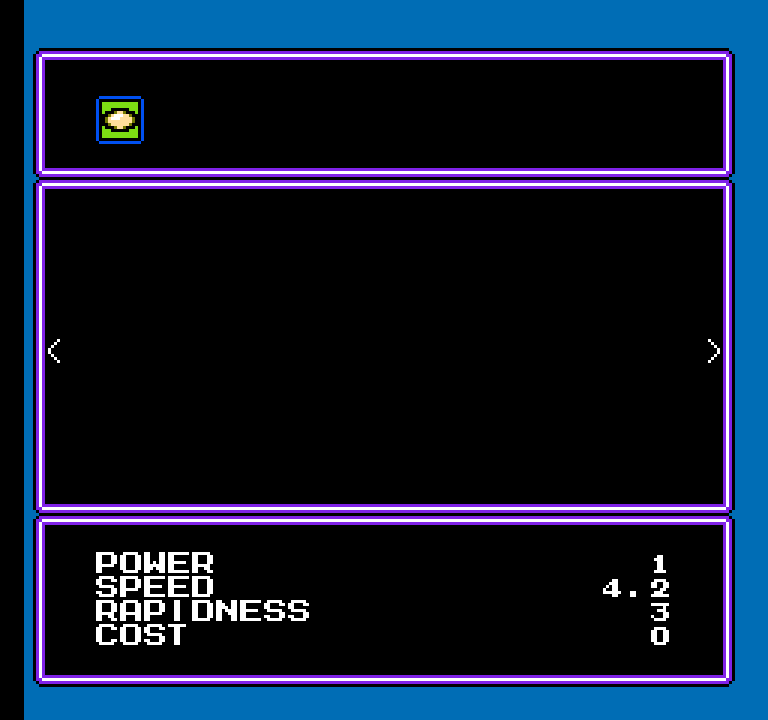 <                    >
POWER 1
SPEED 4.2
RAPIDNESS 3
COST 0